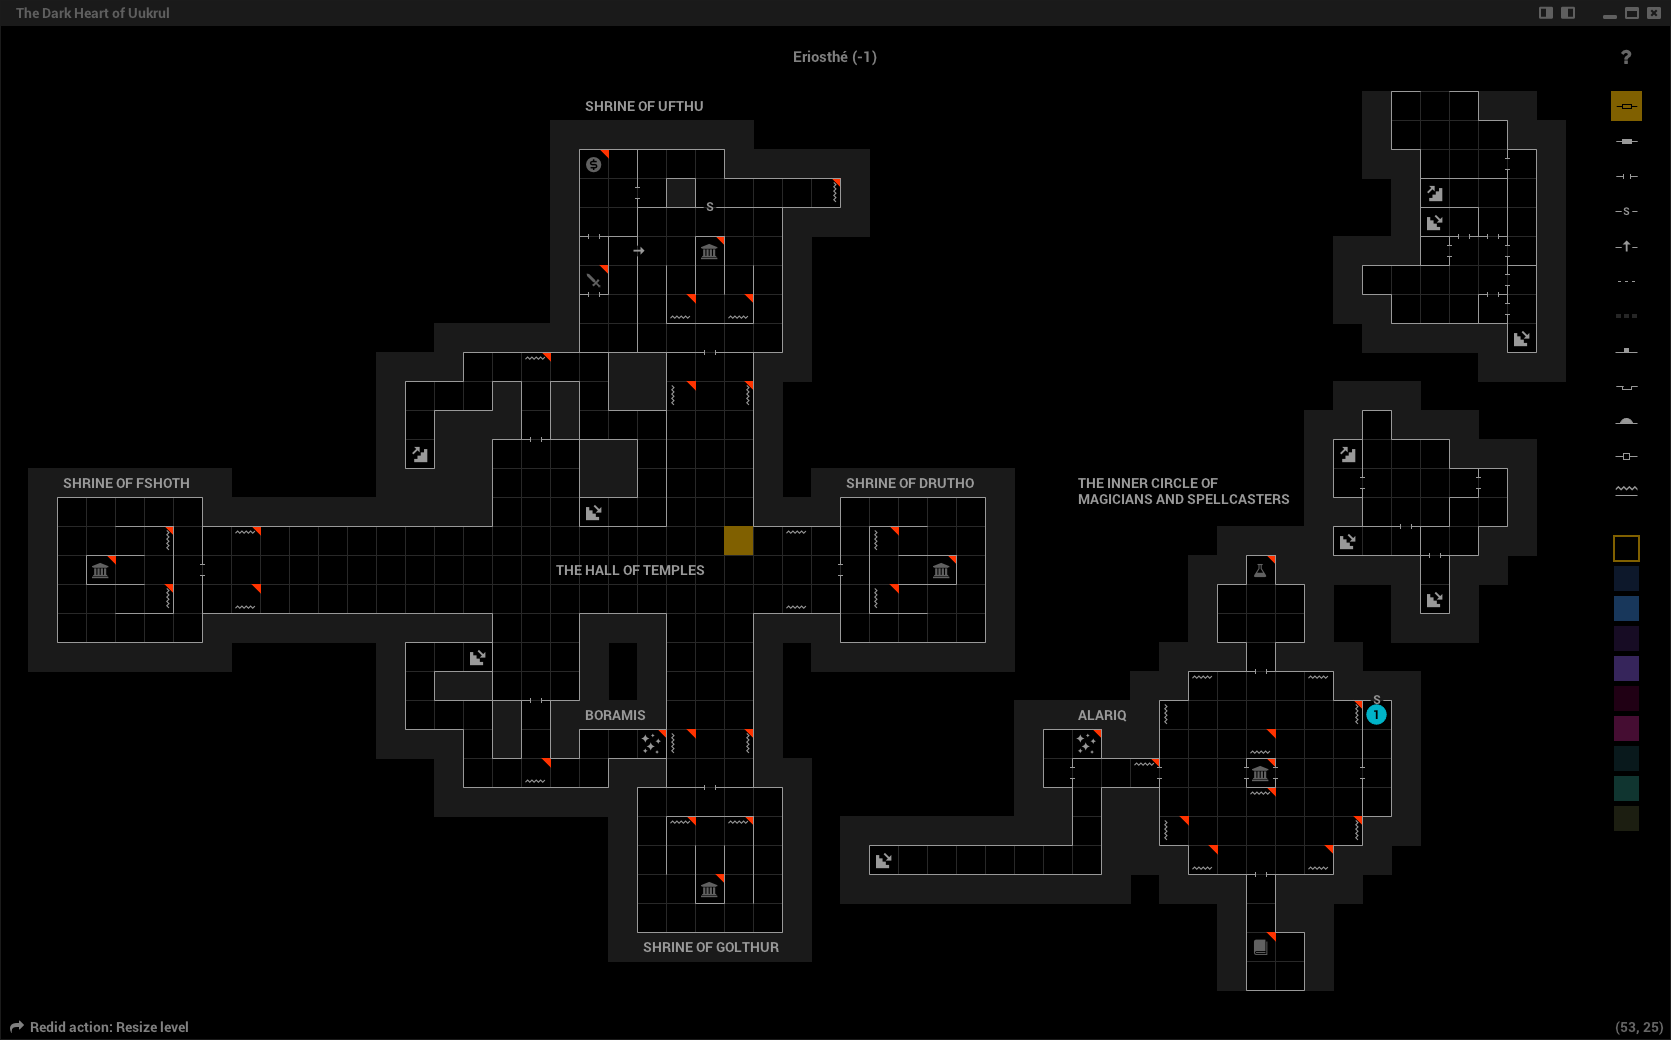 The Dark Heart of Uukrul
Eriosthé (-1)
?
SHRINE OF UFTHU
$
S
S
SHRINE OF FSHOTH
SHRINE OF DRUTHO
THE INNER CIRCLE OF
MAGICIANS AND SPELLCASTERS
THE HALL OF TEMPLES
S
1
BORAMIS
ALARIQ
SHRINE OF GOLTHUR
Redid action: Resize level
(53, 25)